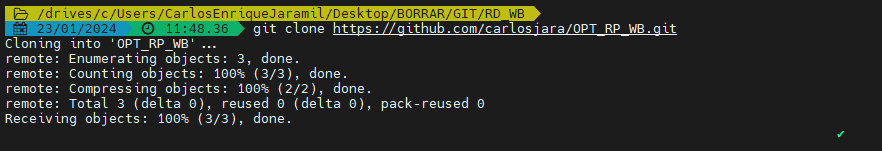 /drives/c/Users/CarlosEnriqueJaramil/Desktop/BORRAR/GIT/RD_WB
23/01/2024 11:48.36 git clone https://github.com/carlosjara/OPT_RP_WB.git
Cloning into 'OPT_RP_WB'...
remote: Enumerating objects: 3, done.
remote: Counting objects: 100% (3/3), done.
remote: Compressing objects: 100% (2/2), done.
remote: Total 3 (delta 0), reused 0 (delta 0), pack-reused 0
Receiving objects: 100% (3/3), done.
✔